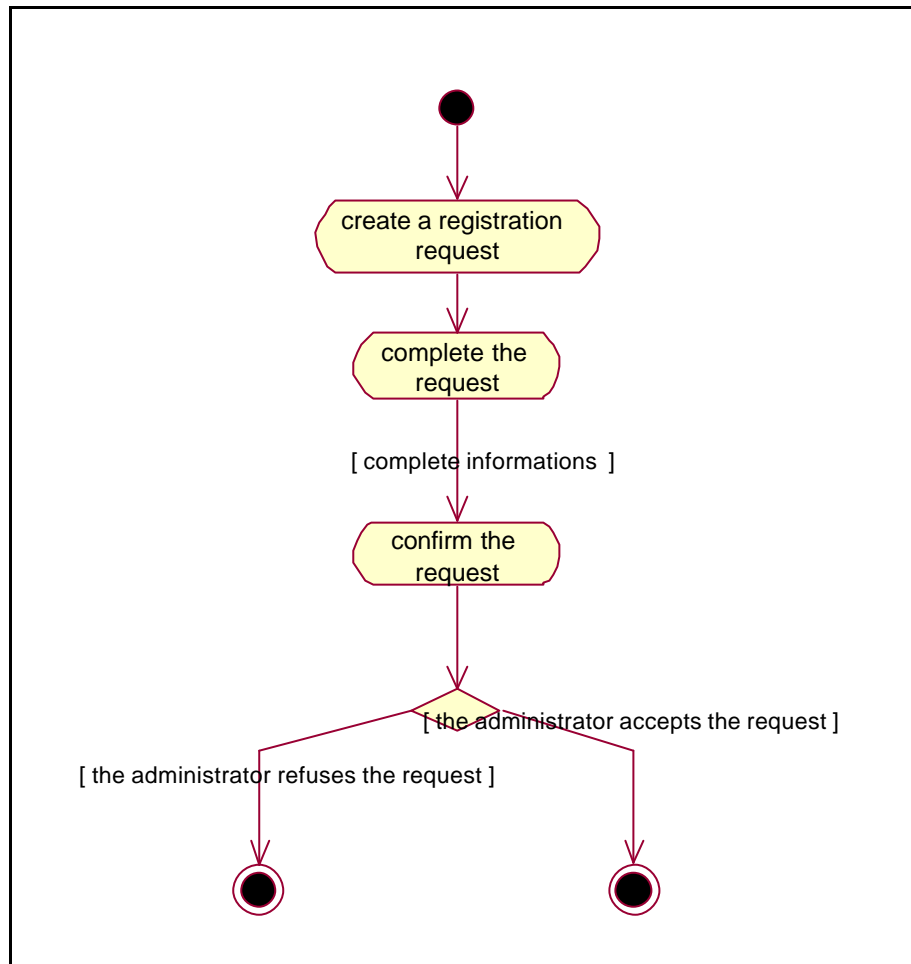 create a registration
request
complete the
request
[ complete informations  ]
confirm the
request
[ the administrator accepts the request ]
[ the administrator refuses the request ]